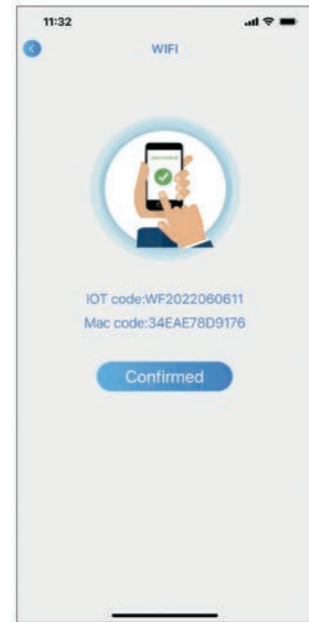 11:32
WIFI
IOT code:WF2022060611
Mac code:34EAE78D9176
Confirmed